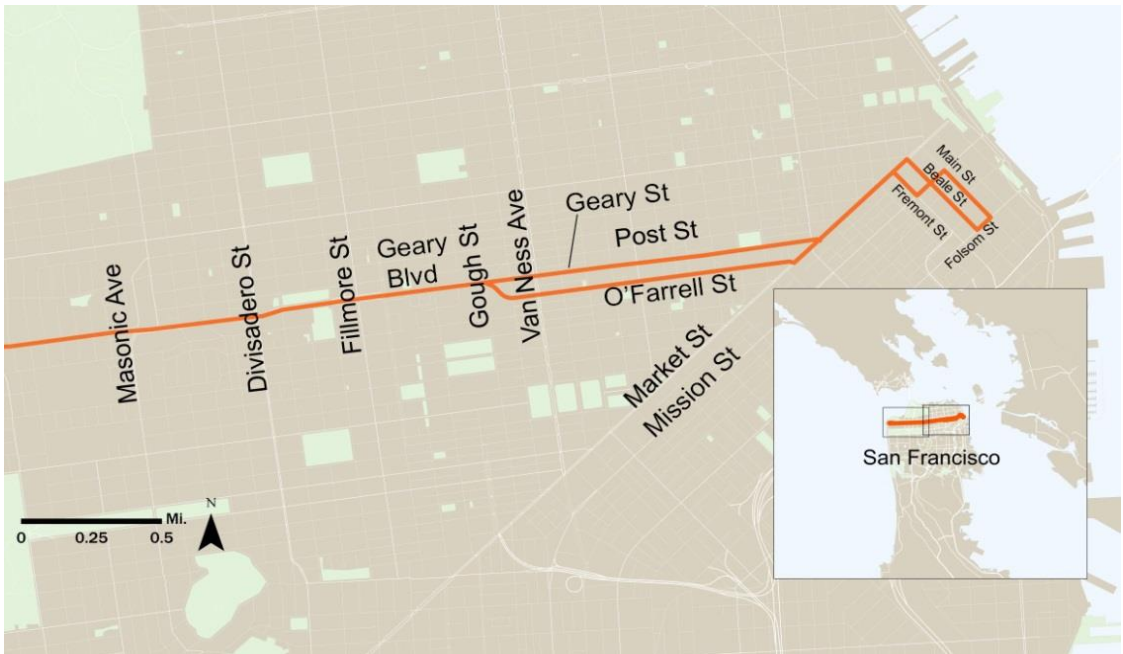 Main St
Beale St
Fremont St
Folsom St
Geary St
Post St
O'Farrell St
Geary
Blvd
Gough St
Van Ness Ave
Fillmore St
Divisadero St
Masonic Ave
Market St
Mission St
San Francisco
N
Mi.
0 0.25 0.5